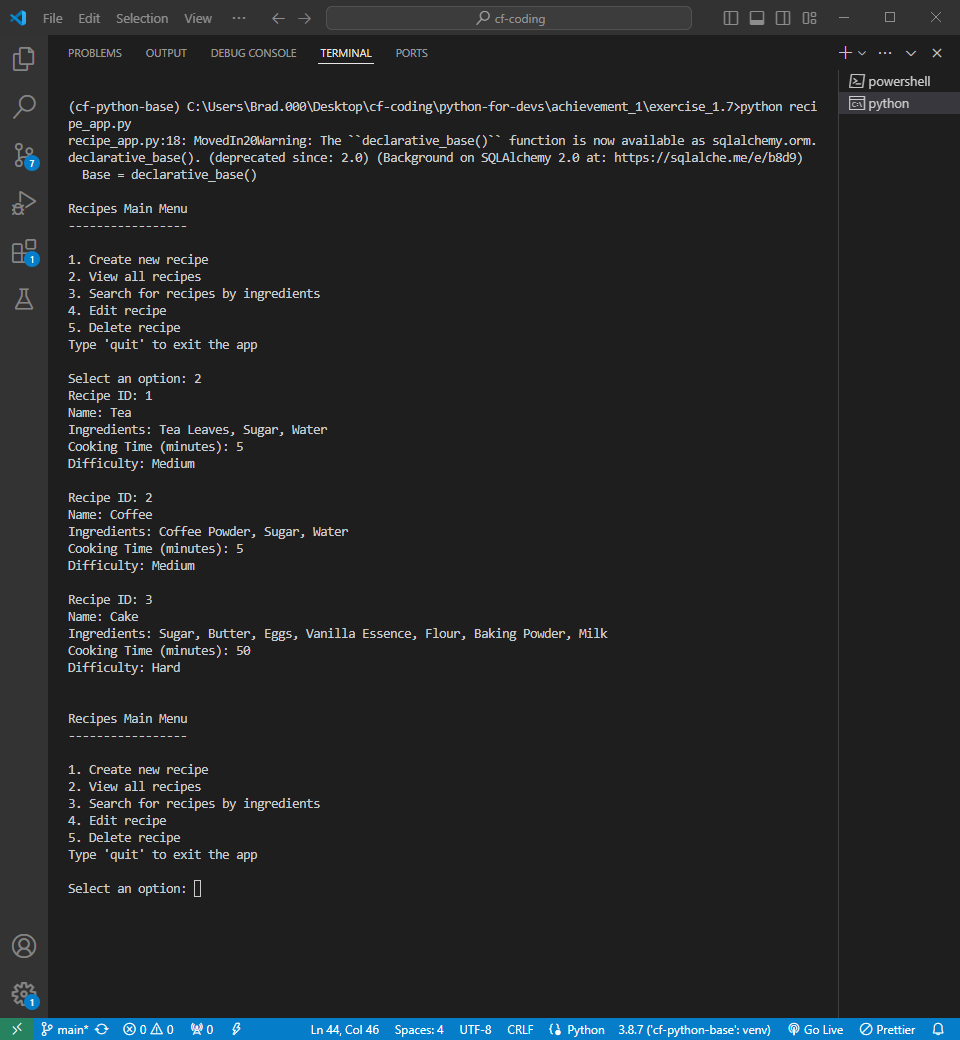 File Edit Selection View ··· cf-coding
PROBLEMS OUTPUT DEBUG CONSOLE TERMINAL PORTS
powershell
python
(cf-python-base) C:\Users\Brad.000\Desktop\cf-coding\python-for-devs\achievement_1\exercise_1.7>python reci
pe_app.py
recipe_app.py:18: MovedIn20Warning: The ``declarative_base()`` function is now available as sqlalchemy.orm.
declarative_base(). (deprecated since: 2.0) (Background on SQLAlchemy 2.0 at: https://sqlalche.me/e/b8d9)
  Base = declarative_base()
Recipes Main Menu
-----------------
1. Create new recipe
2. View all recipes
3. Search for recipes by ingredients
4. Edit recipe
5. Delete recipe
Type 'quit' to exit the app
Select an option: 2
Recipe ID: 1
Name: Tea
Ingredients: Tea Leaves, Sugar, Water
Cooking Time (minutes): 5
Difficulty: Medium
Recipe ID: 2
Name: Coffee
Ingredients: Coffee Powder, Sugar, Water
Cooking Time (minutes): 5
Difficulty: Medium
Recipe ID: 3
Name: Cake
Ingredients: Sugar, Butter, Eggs, Vanilla Essence, Flour, Baking Powder, Milk
Cooking Time (minutes): 50
Difficulty: Hard
Recipes Main Menu
-----------------
1. Create new recipe
2. View all recipes
3. Search for recipes by ingredients
4. Edit recipe
5. Delete recipe
Type 'quit' to exit the app
Select an option:
7
1
1
main* 0 0 0 Ln 44, Col 46 Spaces: 4 UTF-8 CRLF Python 3.8.7 ('cf-python-base': venv) Go Live Prettier